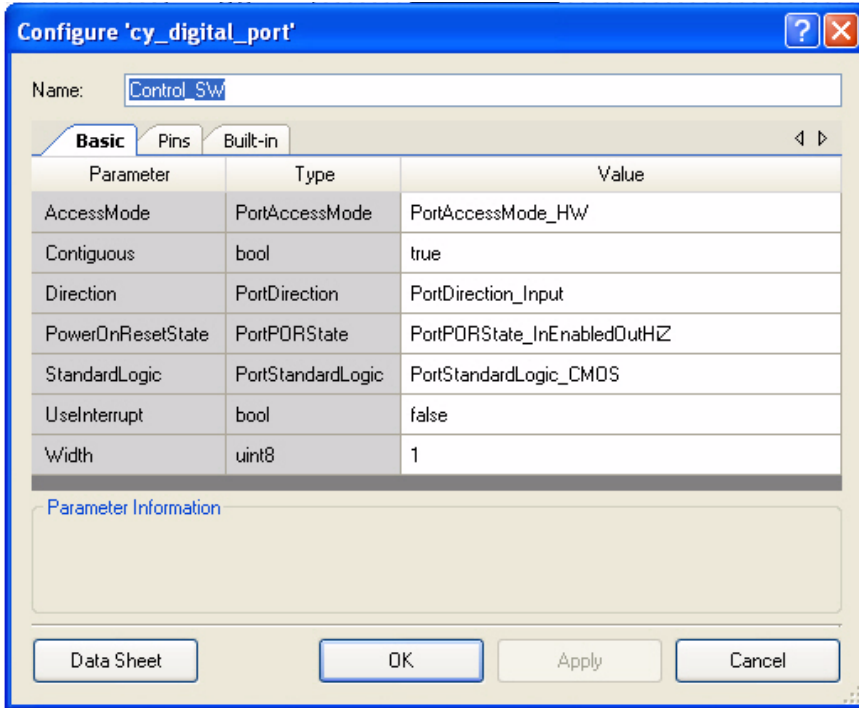 Configure 'cy_digital_port'
Name: Control_SW
Basic Pins Built-in
Parameter Type Value
AccessMode PortAccessMode PortAccessMode_HW
Contiguous bool true
Direction PortDirection PortDirection_Input
PowerOnResetState PortPORState PortPORState_InEnabledOutHiZ
StandardLogic PortStandardLogic PortStandardLogic_CMOS
UseInterrupt bool false
Width uint8 1
Parameter Information
Data Sheet OK Apply Cancel